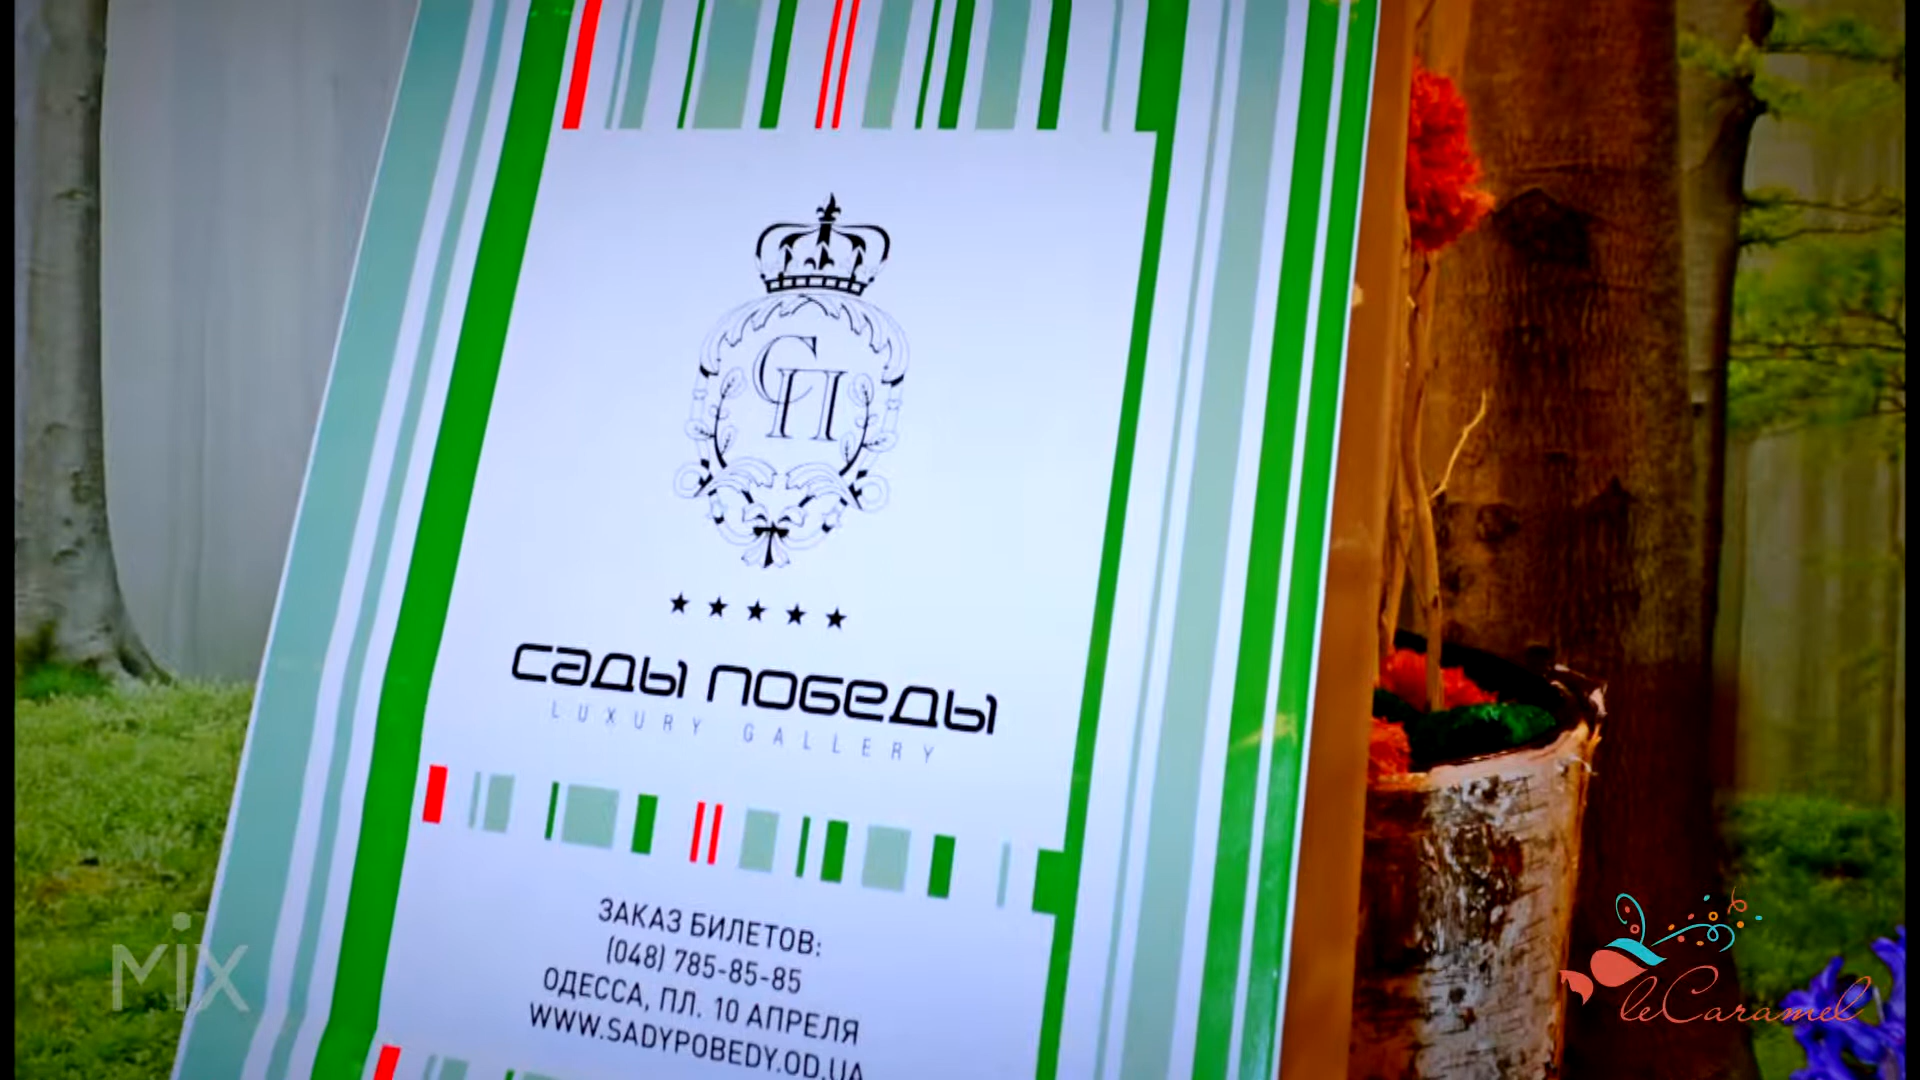 СП
сады победы
LUXURY GALLERY
ЗАКАЗ БИЛЕТОВ:
(048) 785-85-85
ОДЕССА, ПЛ. 10 АПРЕЛЯ
WWW.SADYPOBEDY.OD.UA
Mix
leCaramel